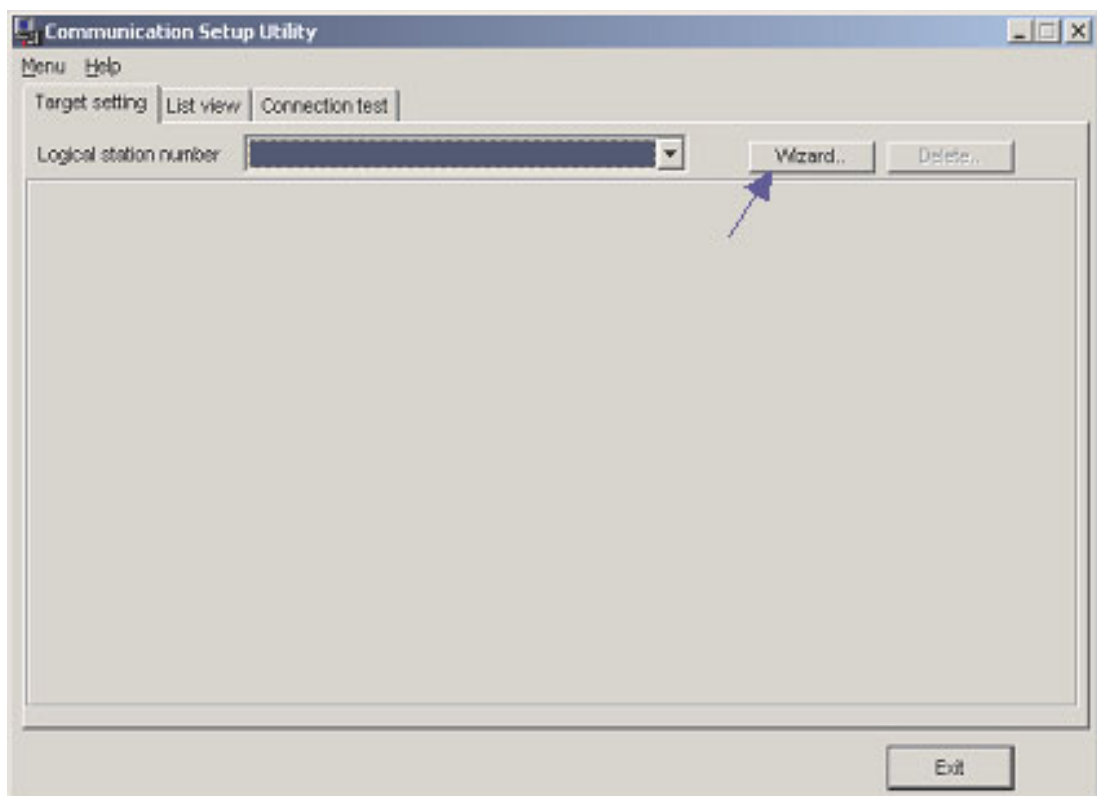 Communication Setup Utility
Menu Help
Target setting List view Connection test
Logical station number Wizard.. Delete..
Exit